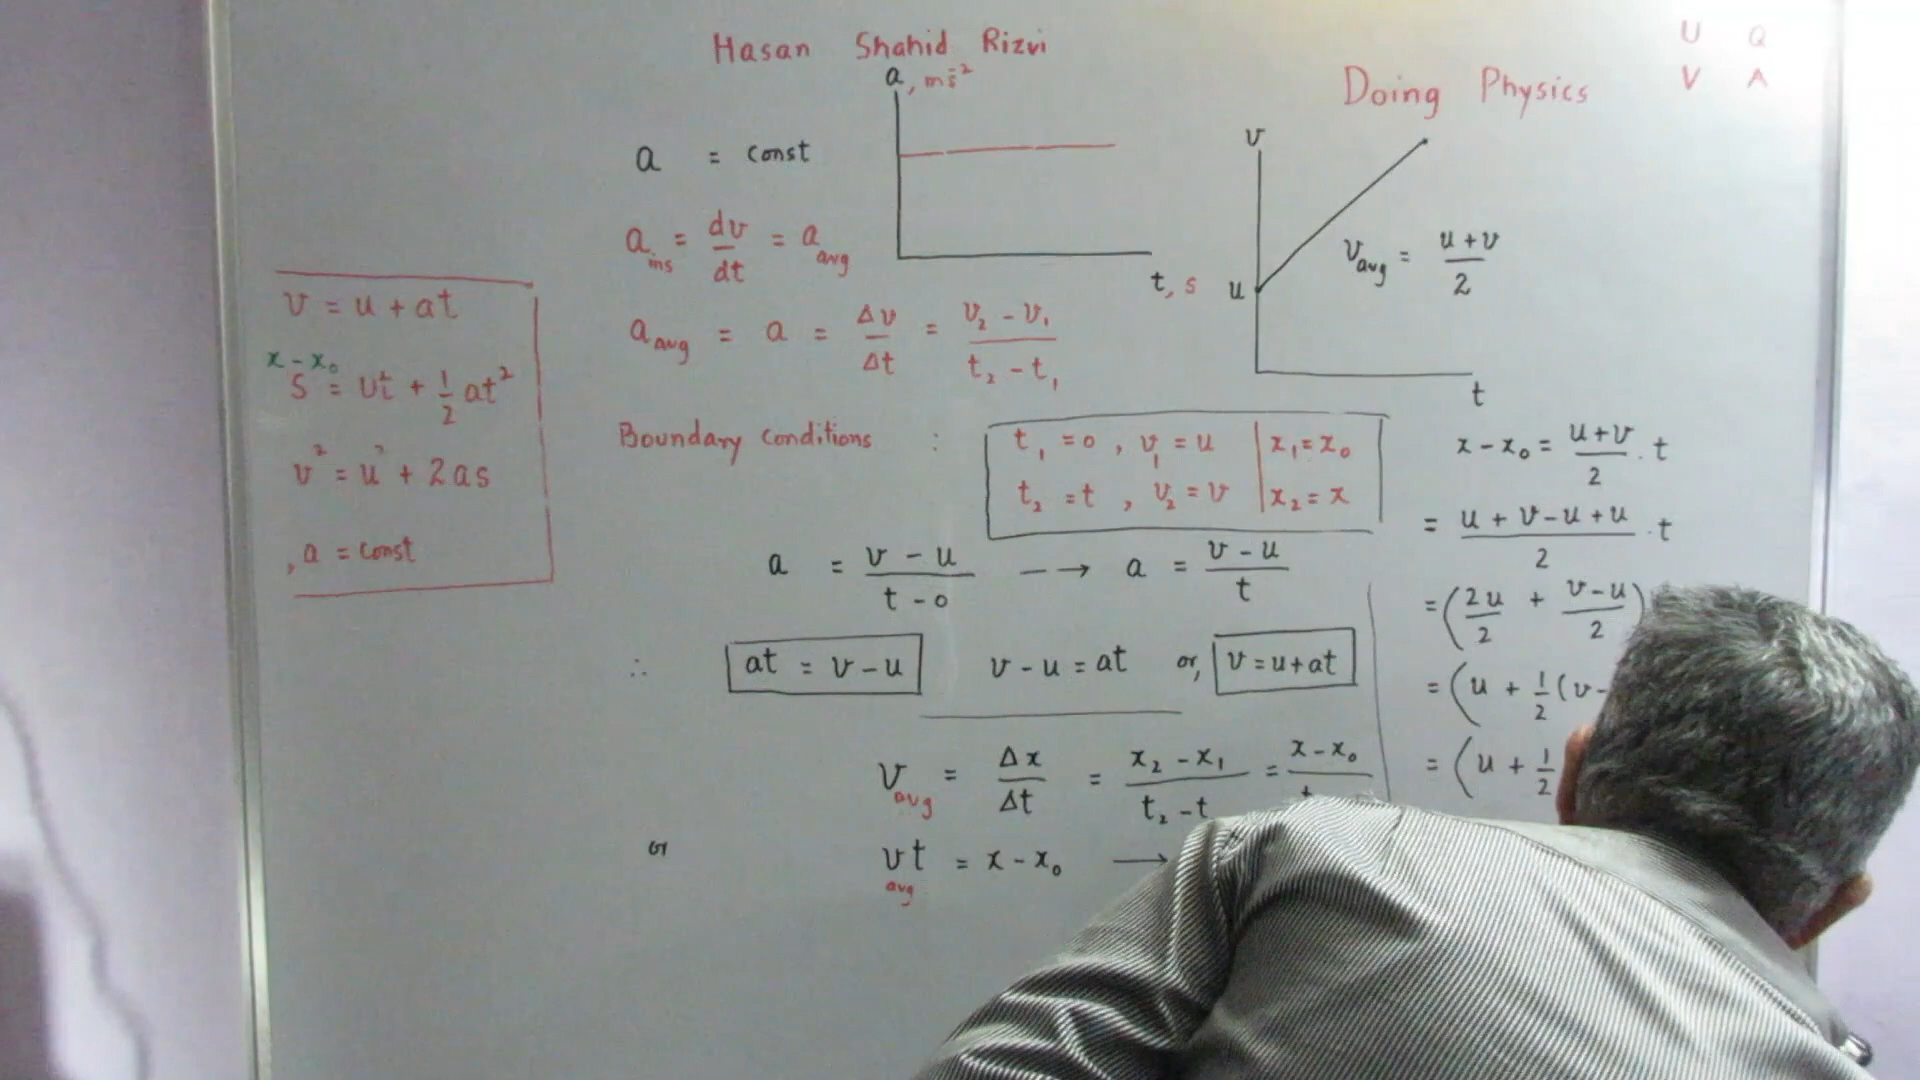 Hasan Shahid Rizvi
U Q
V A
Doing Physics
a, ms̄²
a = const
t, s
a_ins = dv/dt = a_avg
a_avg = a = Δv/Δt = (v₂ - v₁)/(t₂ - t₁)
v
u
t
v_avg = (u + v)/2
v = u + at
x - x₀
S = ut + 1/2 at²
v² = u² + 2as
, a = const
Boundary conditions :
t₁ = 0, v₁ = u | x₁ = x₀
t₂ = t, v₂ = v | x₂ = x
a = (v - u)/(t - 0) → a = (v - u)/t
∴ at = v - u v - u = at or, v = u + at
v_avg = Δx/Δt = (x₂ - x₁)/(t₂ - t = (x - x₀)/
or v_avg t = x - x₀ →
x - x₀ = (u + v)/2 . t
= (u + v - u + u)/2 . t
= (2u/2 + (v - u)/2)
= (u + 1/2 (v -
= (u + 1/2